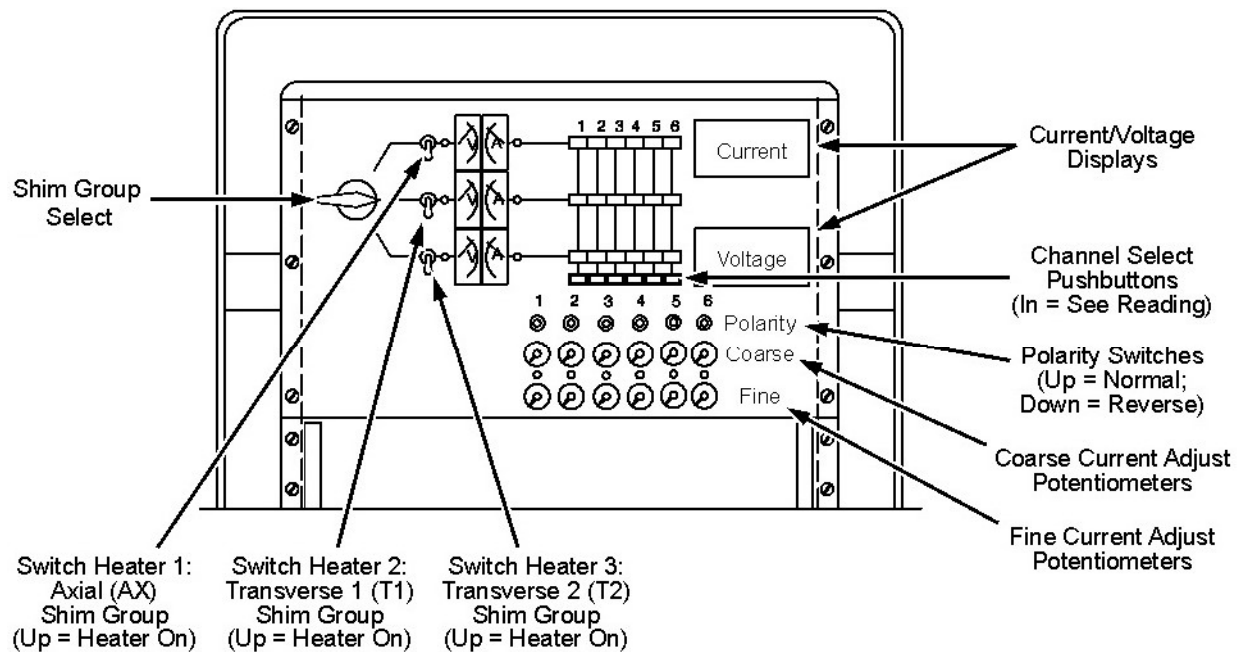 1 2 3 4 5 6
V A
Current
V A
V A
Voltage
1 2 3 4 5 6
Polarity
Coarse
Fine
Shim Group
Select
Current/Voltage
Displays
Channel Select
Pushbuttons
(In = See Reading)
Polarity Switches
(Up = Normal;
Down = Reverse)
Coarse Current Adjust
Potentiometers
Fine Current Adjust
Potentiometers
Switch Heater 1:
Axial (AX)
Shim Group
(Up = Heater On)
Switch Heater 2:
Transverse 1 (T1)
Shim Group
(Up = Heater On)
Switch Heater 3:
Transverse 2 (T2)
Shim Group
(Up = Heater On)